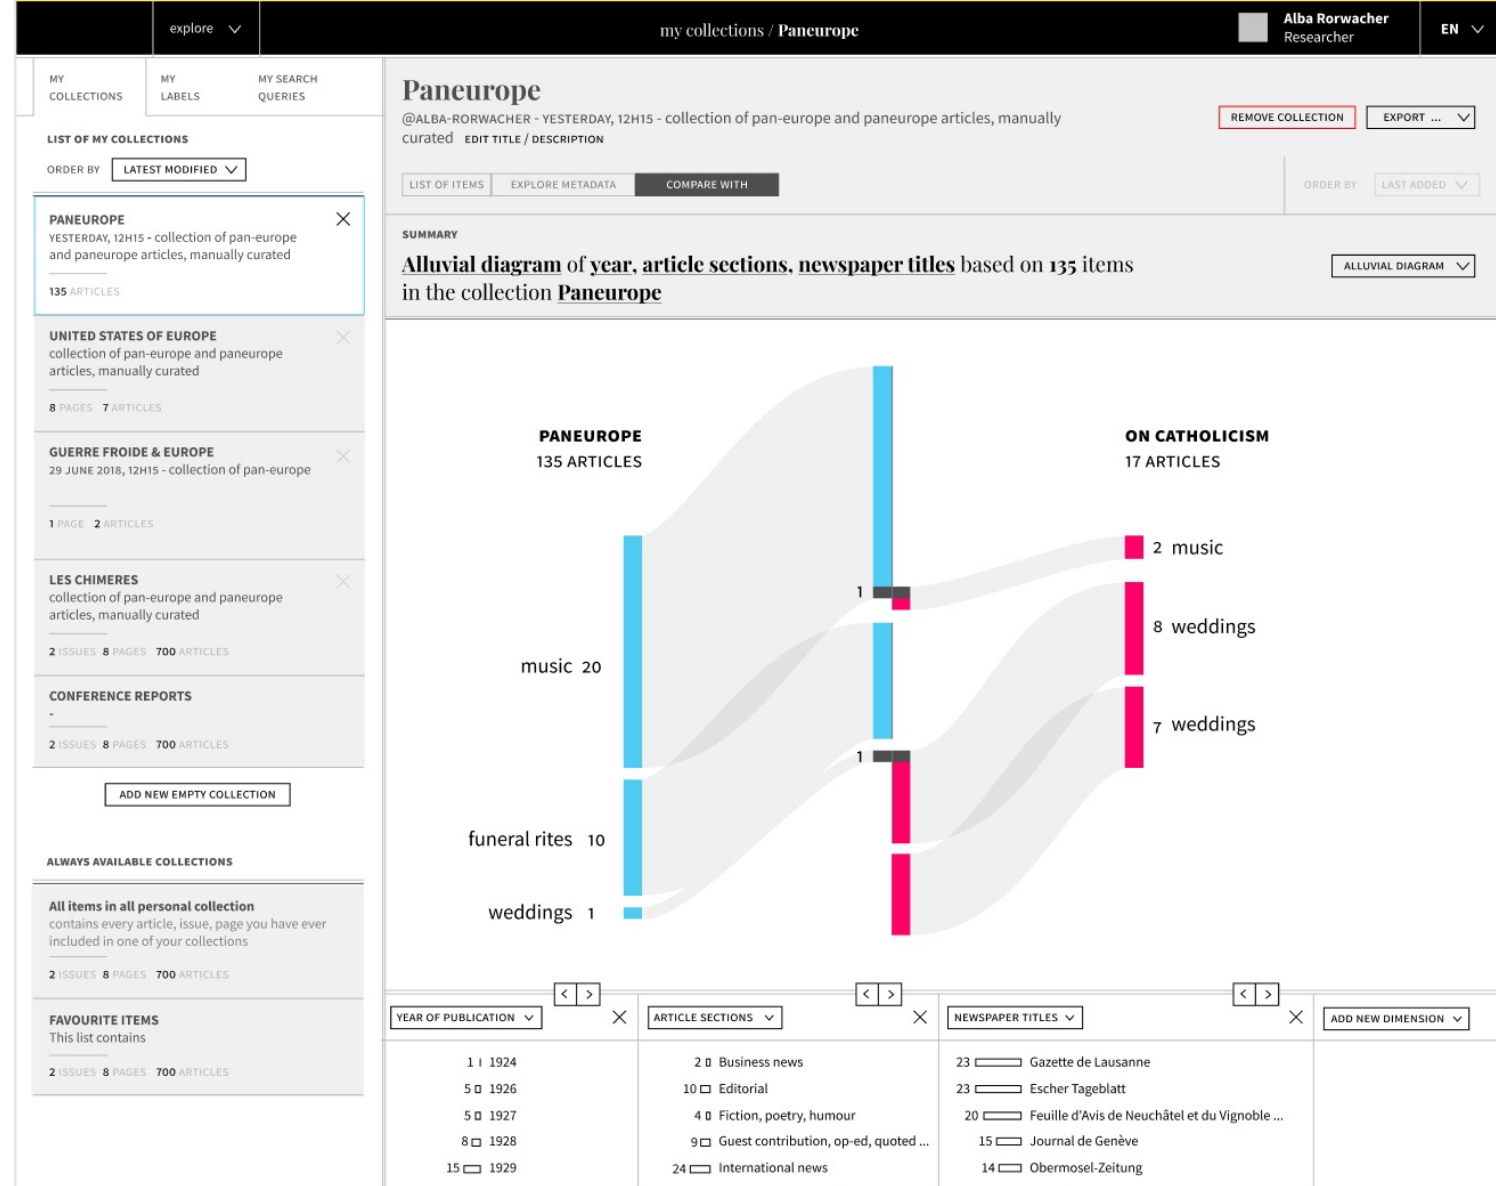 explore
my collections / Paneurope
Alba Rorwacher
Researcher
EN
MY COLLECTIONS
MY LABELS
MY SEARCH QUERIES
LIST OF MY COLLECTIONS
ORDER BY LATEST MODIFIED
PANEUROPE
YESTERDAY, 12H15 - collection of pan-europe
and paneurope articles, manually curated
135 ARTICLES
UNITED STATES OF EUROPE
collection of pan-europe and paneurope
articles, manually curated
8 PAGES 7 ARTICLES
GUERRE FROIDE & EUROPE
29 JUNE 2018, 12H15 - collection of pan-europe
1 PAGE 2 ARTICLES
LES CHIMERES
collection of pan-europe and paneurope
articles, manually curated
2 ISSUES 8 PAGES 700 ARTICLES
CONFERENCE REPORTS
-
2 ISSUES 8 PAGES 700 ARTICLES
ADD NEW EMPTY COLLECTION
ALWAYS AVAILABLE COLLECTIONS
All items in all personal collection
contains every article, issue, page you have ever
included in one of your collections
2 ISSUES 8 PAGES 700 ARTICLES
FAVOURITE ITEMS
This list contains
2 ISSUES 8 PAGES 700 ARTICLES
Paneurope
@ALBA-RORWACHER - YESTERDAY, 12H15 - collection of pan-europe and paneurope articles, manually
curated EDIT TITLE / DESCRIPTION
REMOVE COLLECTION
EXPORT ...
LIST OF ITEMS
EXPLORE METADATA
COMPARE WITH
ORDER BY LAST ADDED
SUMMARY
Alluvial diagram of year, article sections, newspaper titles based on 135 items
in the collection Paneurope
ALLUVIAL DIAGRAM
PANEUROPE
135 ARTICLES
ON CATHOLICISM
17 ARTICLES
music 20
funeral rites 10
weddings 1
1
1
2 music
8 weddings
7 weddings
< >
< >
< >
YEAR OF PUBLICATION
1 1924
5 1926
5 1927
8 1928
15 1929
ARTICLE SECTIONS
2 Business news
10 Editorial
4 Fiction, poetry, humour
9 Guest contribution, op-ed, quoted ...
24 International news
NEWSPAPER TITLES
23 Gazette de Lausanne
23 Escher Tageblatt
20 Feuille d'Avis de Neuchâtel et du Vignoble ...
15 Journal de Genève
14 Obermosel-Zeitung
ADD NEW DIMENSION